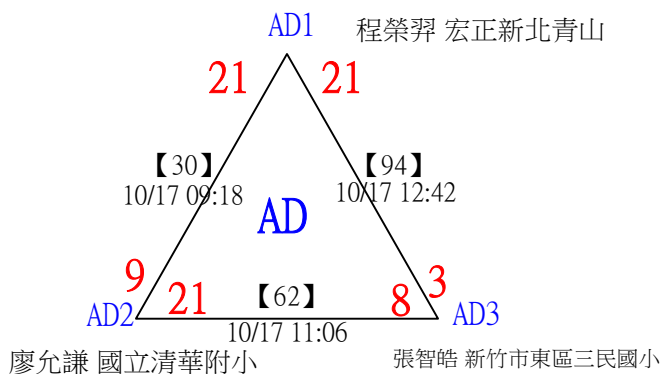 AD1 程榮羿 宏正新北青山
21 21
【30】 【94】
10/17 09:18 10/17 12:42
AD
9 21 【62】 8 3
AD2 AD3
10/17 11:06
廖允謙 國立清華附小 張智皓 新竹市東區三民國小